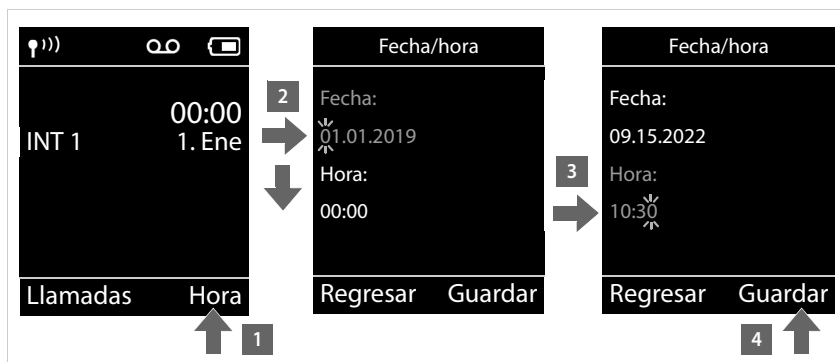 00:00
INT 1 1. Ene
Llamadas Hora
1
2
Fecha/hora
Fecha:
01.01.2019
Hora:
00:00
Regresar Guardar
3
Fecha/hora
Fecha:
09.15.2022
Hora:
10:30
Regresar Guardar
4